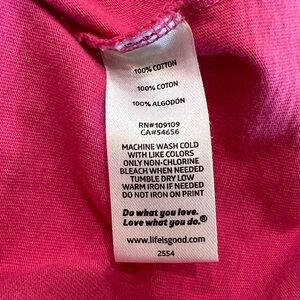 100% COTTON
100% COTON
100% ALGODÓN
RN#109109
CA#54656
MACHINE WASH COLD
WITH LIKE COLORS
ONLY NON-CHLORINE
BLEACH WHEN NEEDED
TUMBLE DRY LOW
WARM IRON IF NEEDED
DO NOT IRON ON PRINT
Do what you love.
Love what you do.®
www.lifeisgood.com
2554